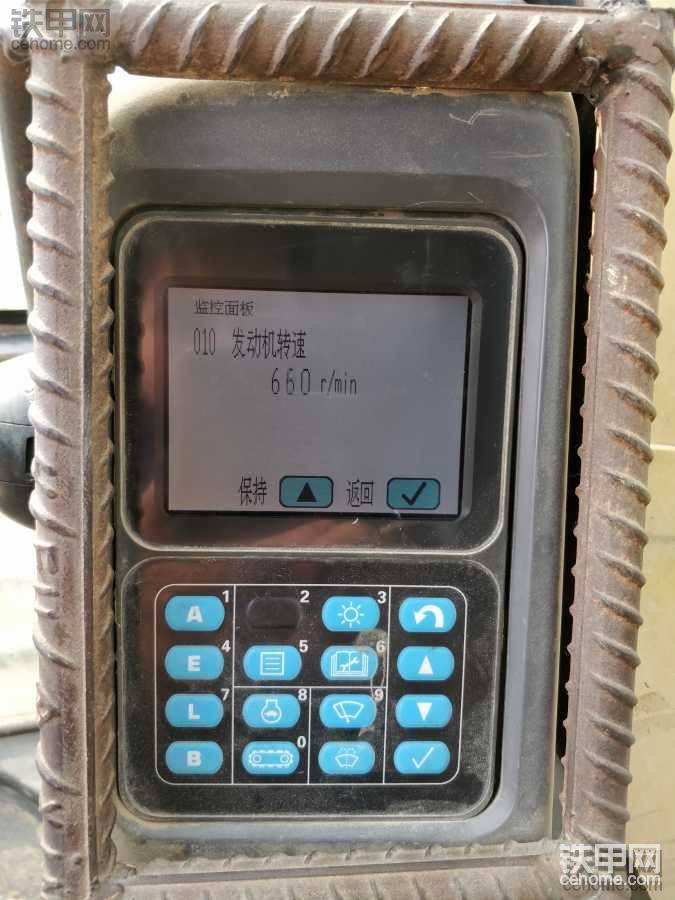 铁甲网
cehome.com
监控面板
010 发动机转速
660 r/min
保持 返回
A 1 2 3
E 4 5 6
L 7 8 9
B 0
铁甲网
cehome.com